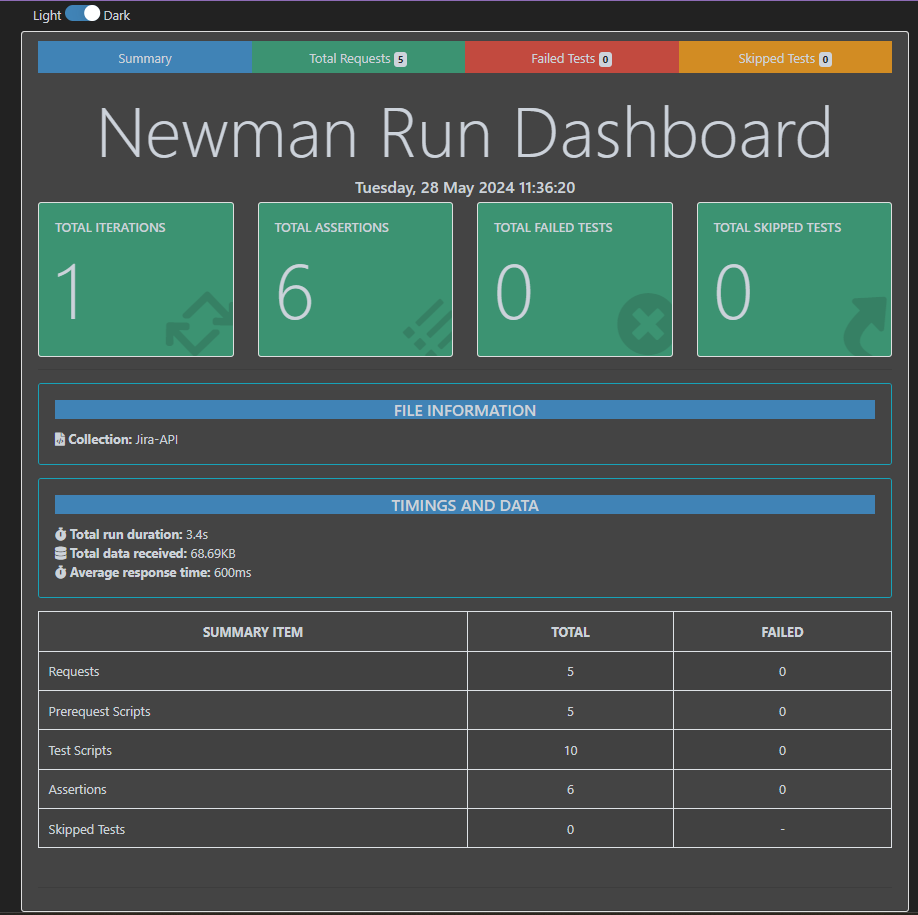 Light Dark
Summary Total Requests 5 Failed Tests 0 Skipped Tests 0
Newman Run Dashboard
Tuesday, 28 May 2024 11:36:20
TOTAL ITERATIONS TOTAL ASSERTIONS TOTAL FAILED TESTS TOTAL SKIPPED TESTS
1 6 0 0
FILE INFORMATION
Collection: Jira-API
TIMINGS AND DATA
Total run duration: 3.4s
Total data received: 68.69KB
Average response time: 600ms
SUMMARY ITEM TOTAL FAILED
Requests 5 0
Prerequest Scripts 5 0
Test Scripts 10 0
Assertions 6 0
Skipped Tests 0 -